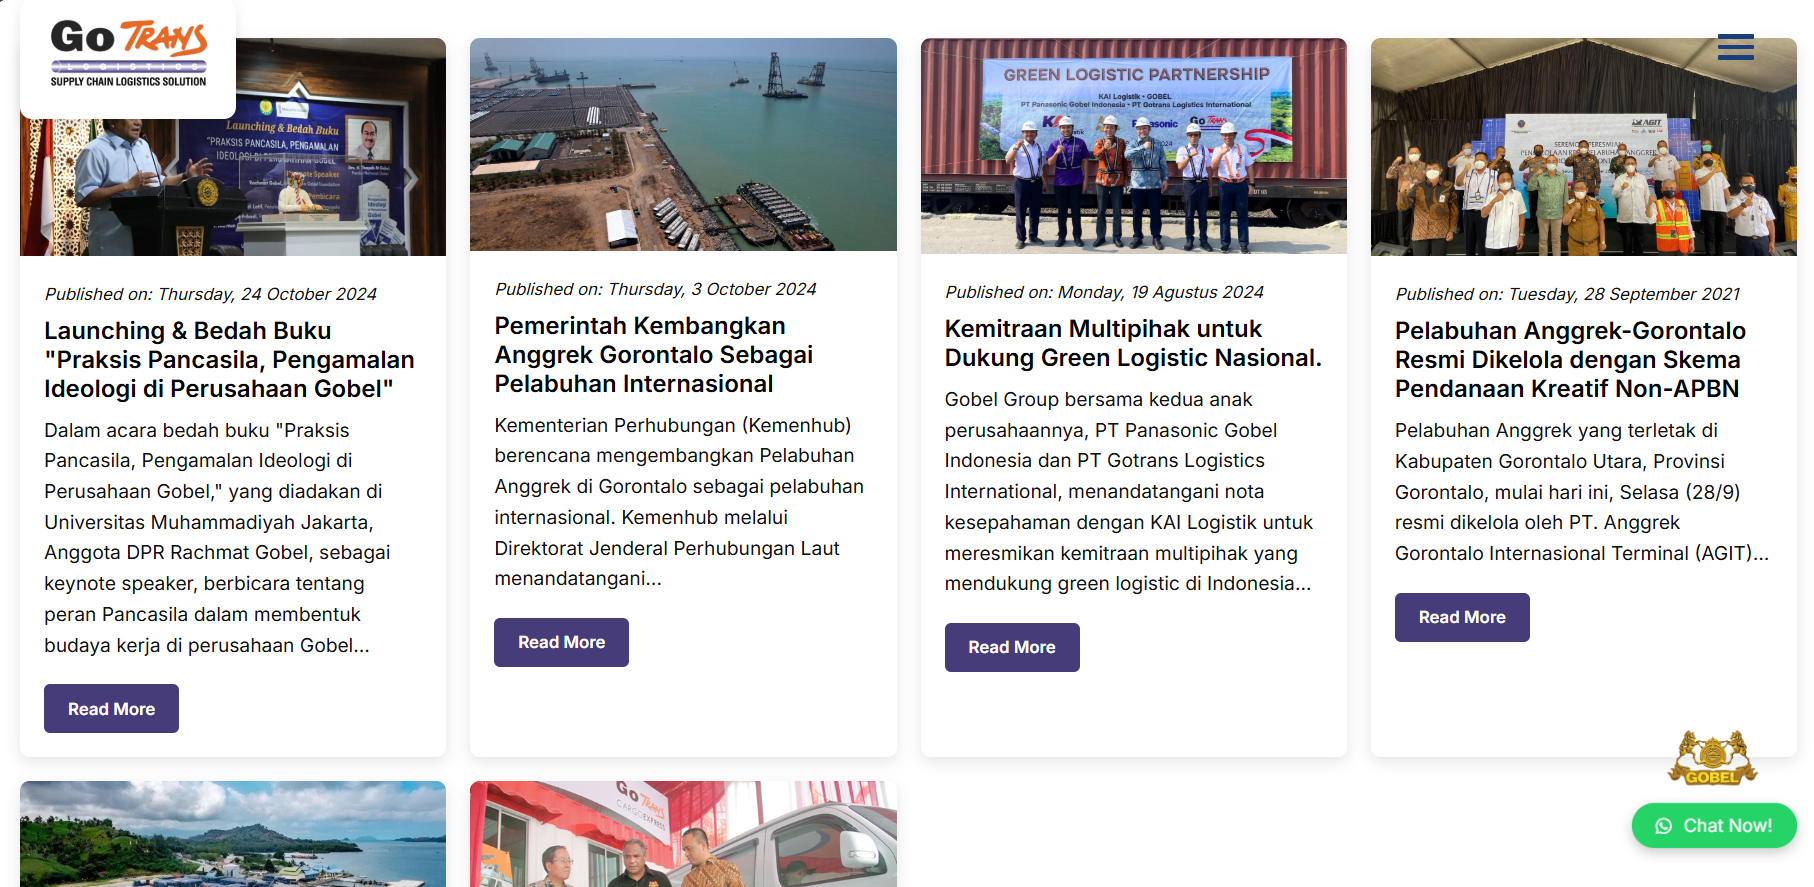 Go TRANS
LOGISTICS
SUPPLY CHAIN LOGISTICS SOLUTION
Launching & Bedah Buku
"PRAKSIS PANCASILA, PENGAMALAN
IDEOLOGI DI PERUSAHAAN GOBEL"
Published on: Thursday, 24 October 2024
Launching & Bedah Buku
"Praksis Pancasila, Pengamalan
Ideologi di Perusahaan Gobel"
Dalam acara bedah buku "Praksis
Pancasila, Pengamalan Ideologi di
Perusahaan Gobel," yang diadakan di
Universitas Muhammadiyah Jakarta,
Anggota DPR Rachmat Gobel, sebagai
keynote speaker, berbicara tentang
peran Pancasila dalam membentuk
budaya kerja di perusahaan Gobel...
Read More
Published on: Thursday, 3 October 2024
Pemerintah Kembangkan
Anggrek Gorontalo Sebagai
Pelabuhan Internasional
Kementerian Perhubungan (Kemenhub)
berencana mengembangkan Pelabuhan
Anggrek di Gorontalo sebagai pelabuhan
internasional. Kemenhub melalui
Direktorat Jenderal Perhubungan Laut
menandatangani...
Read More
GREEN LOGISTIC PARTNERSHIP
KAI Logistik • GOBEL
PT Panasonic Gobel Indonesia • PT Gotrans Logistics International
Panasonic
Go TRANS
Published on: Monday, 19 Agustus 2024
Kemitraan Multipihak untuk
Dukung Green Logistic Nasional.
Gobel Group bersama kedua anak
perusahaannya, PT Panasonic Gobel
Indonesia dan PT Gotrans Logistics
International, menandatangani nota
kesepahaman dengan KAI Logistik untuk
meresmikan kemitraan multipihak yang
mendukung green logistic di Indonesia...
Read More
AGIT
Published on: Tuesday, 28 September 2021
Pelabuhan Anggrek-Gorontalo
Resmi Dikelola dengan Skema
Pendanaan Kreatif Non-APBN
Pelabuhan Anggrek yang terletak di
Kabupaten Gorontalo Utara, Provinsi
Gorontalo, mulai hari ini, Selasa (28/9)
resmi dikelola oleh PT. Anggrek
Gorontalo Internasional Terminal (AGIT)...
Read More
Go TRANS
CARGO EXPRESS
GOBEL
Chat Now!